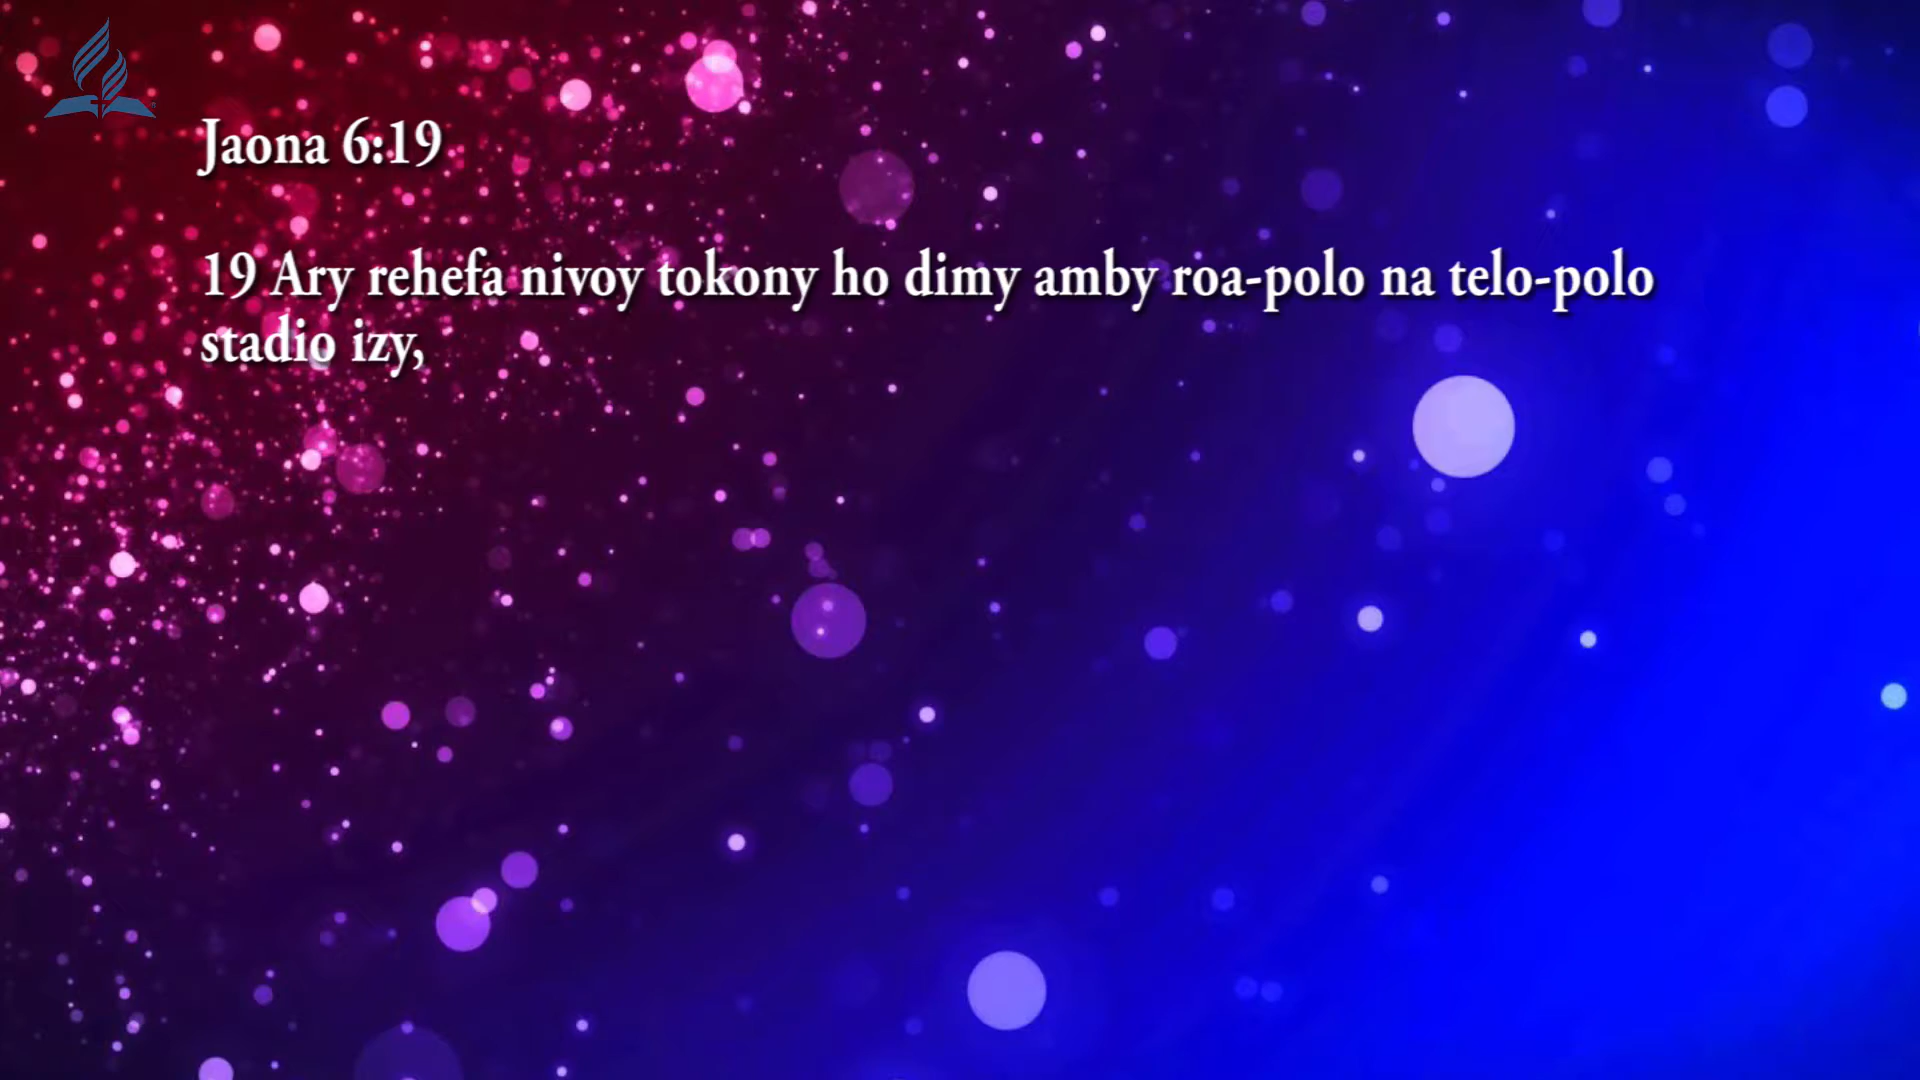 Jaona 6:19
19 Ary rehefa nivoy tokony ho dimy amby roa-polo na telo-polo
stadio izy,